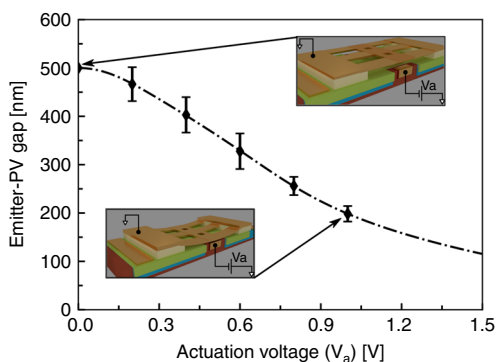 600
500
400
300
200
100
0
Emitter-PV gap [nm]
Va
Va
0.0 0.3 0.6 0.9 1.2 1.5
Actuation voltage (Va) [V]